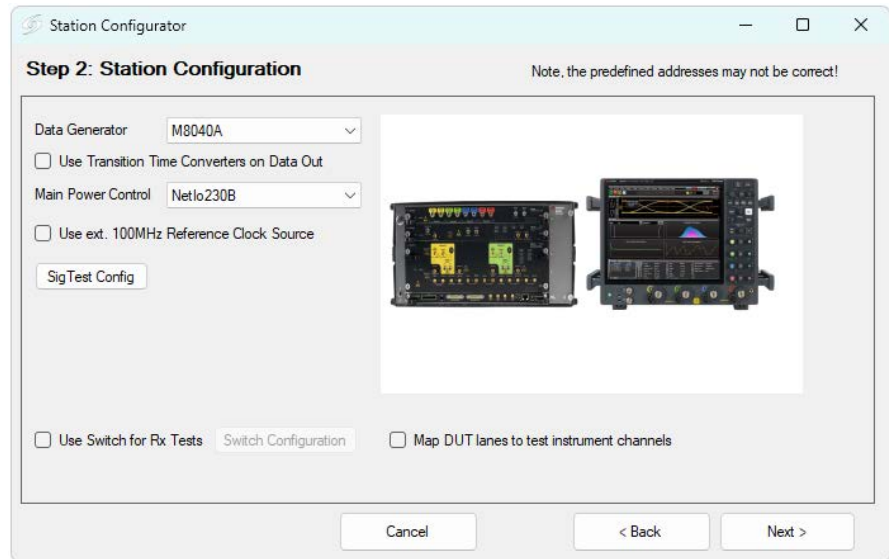 Station Configurator
Step 2: Station Configuration
Note, the predefined addresses may not be correct!
Data Generator M8040A
Use Transition Time Converters on Data Out
Main Power Control NetIo230B
Use ext. 100MHz Reference Clock Source
SigTest Config
Use Switch for Rx Tests Switch Configuration Map DUT lanes to test instrument channels
Cancel < Back Next >